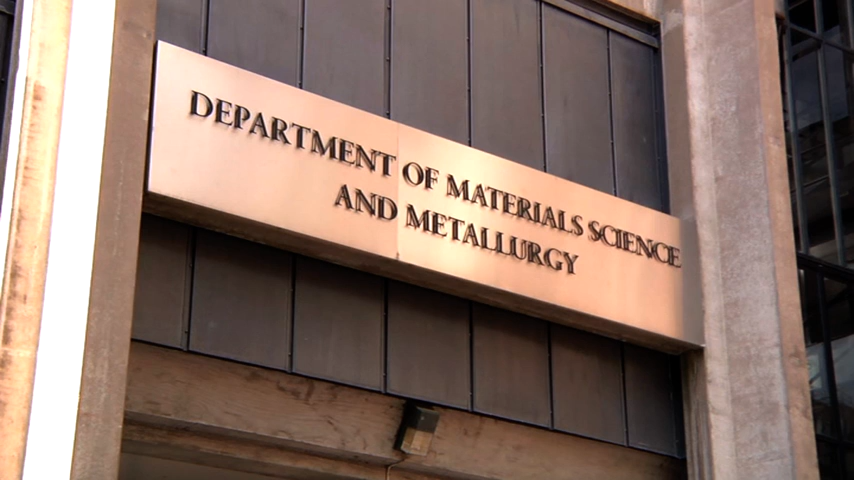 DEPARTMENT OF MATERIALS SCIENCE
AND METALLURGY